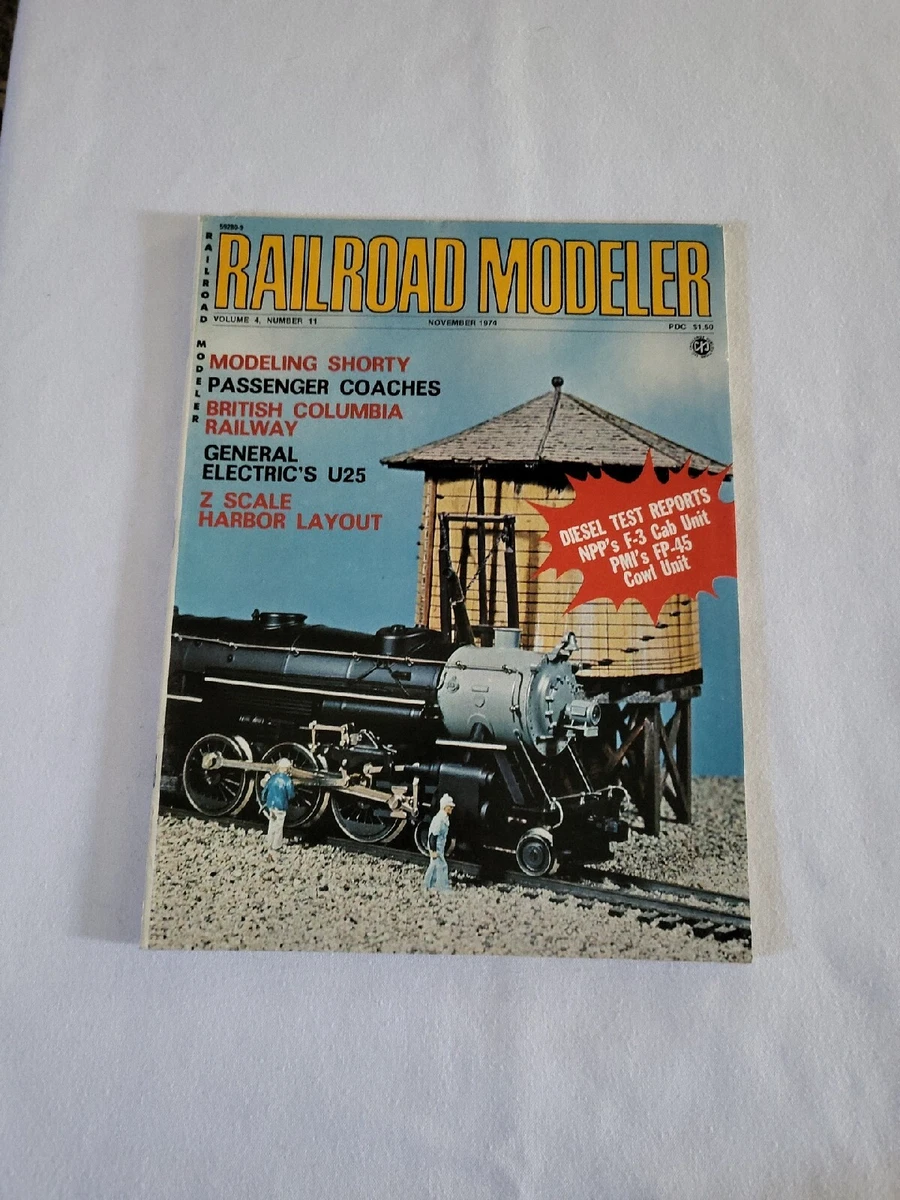 59280-9
RAILROAD MODELER
RAILROAD MODELER
VOLUME 4, NUMBER 11
NOVEMBER 1974
PDC $1.50
MODELING SHORTY
PASSENGER COACHES
BRITISH COLUMBIA
RAILWAY
GENERAL
ELECTRIC'S U25
Z SCALE
HARBOR LAYOUT
DIESEL TEST REPORTS
NPP's F-3 Cab Unit
PMI's FP-45
Cowl Unit